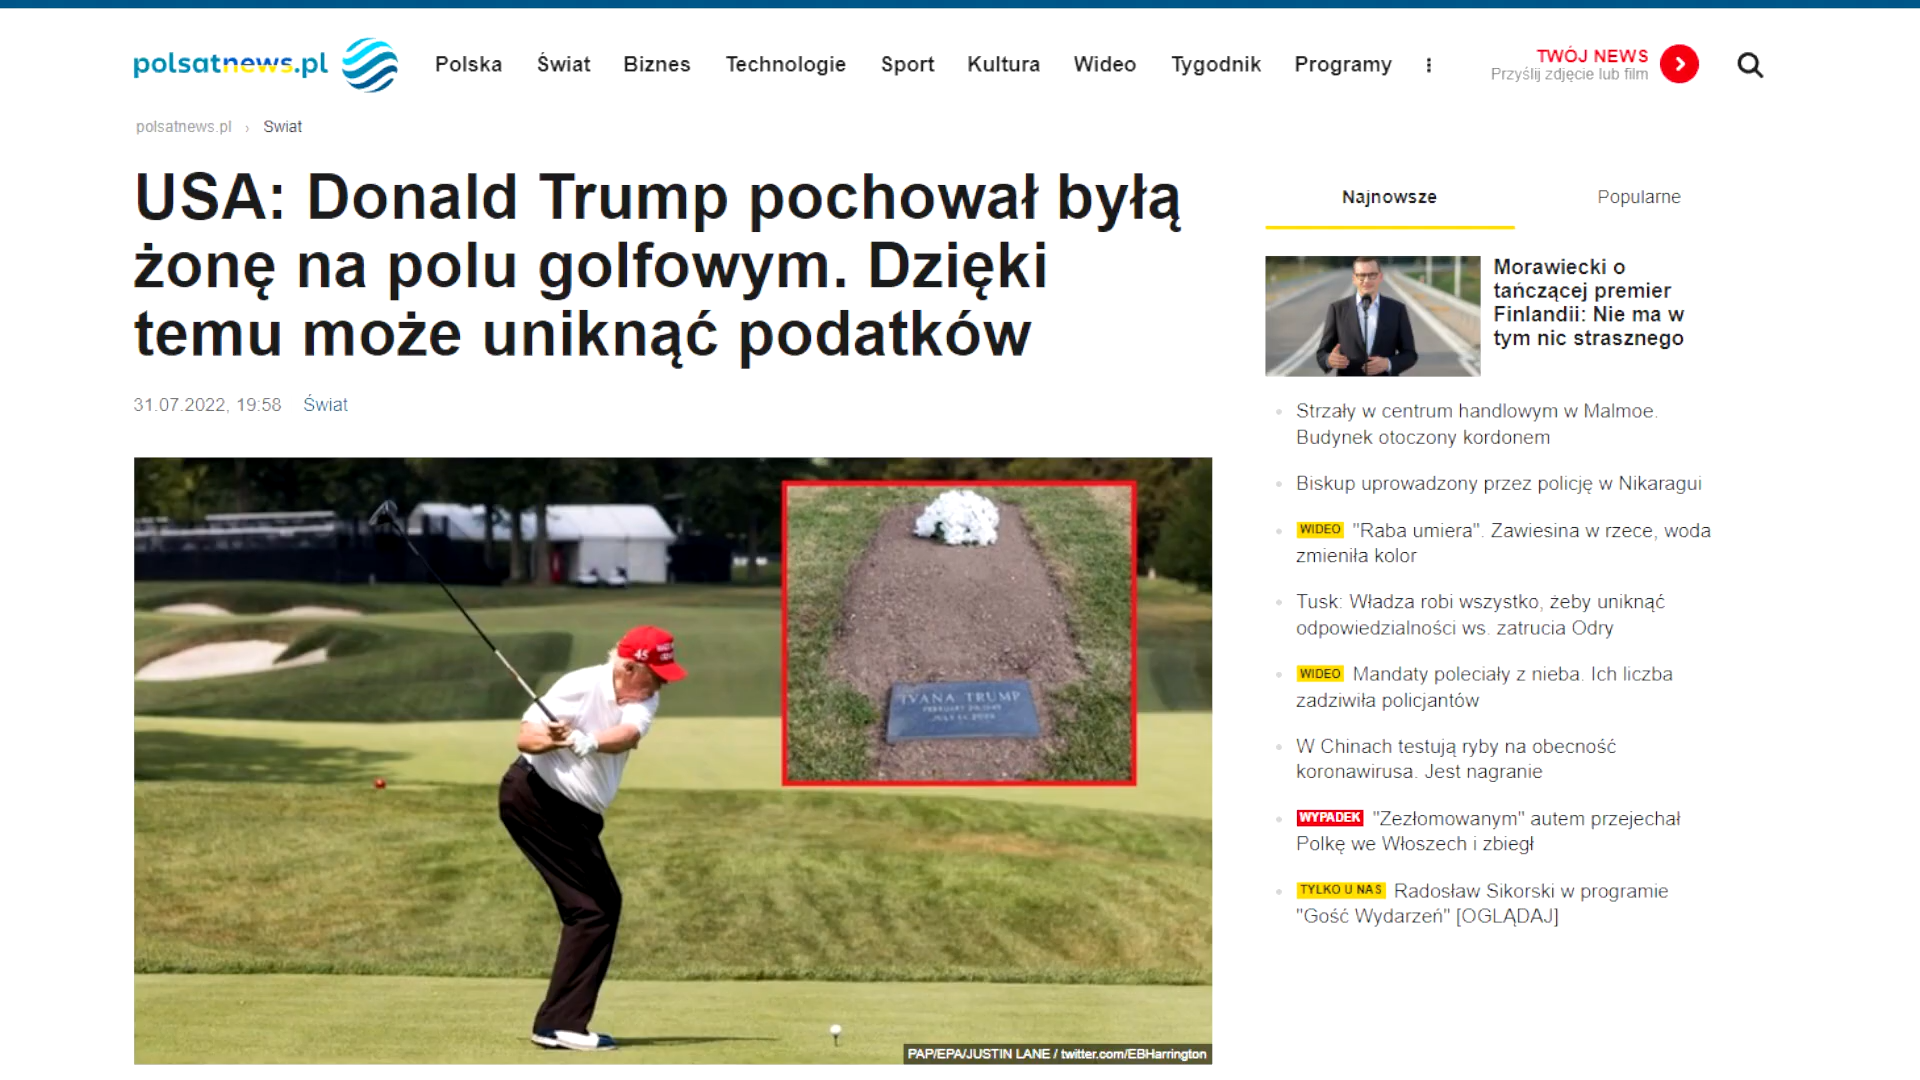 polsatnews.pl
Polska
Świat
Biznes
Technologie
Sport
Kultura
Wideo
Tygodnik
Programy
TWÓJ NEWS
Przyślij zdjęcie lub film
polsatnews.pl › Swiat
USA: Donald Trump pochował byłą
żonę na polu golfowym. Dzięki
temu może uniknąć podatków
31.07.2022, 19:58 Świat
45
IVANA TRUMP
PAP/EPA/JUSTIN LANE / twitter.com/EBHarrington
Najnowsze
Popularne
Morawiecki o
tańczącej premier
Finlandii: Nie ma w
tym nic strasznego
Strzały w centrum handlowym w Malmoe.
Budynek otoczony kordonem
Biskup uprowadzony przez policję w Nikaragui
WIDEO "Raba umiera". Zawiesina w rzece, woda
zmieniła kolor
Tusk: Władza robi wszystko, żeby uniknąć
odpowiedzialności ws. zatrucia Odry
WIDEO Mandaty poleciały z nieba. Ich liczba
zadziwiła policjantów
W Chinach testują ryby na obecność
koronawirusa. Jest nagranie
WYPADEK "Zezłomowanym" autem przejechał
Polkę we Włoszech i zbiegł
TYLKO U NAS Radosław Sikorski w programie
"Gość Wydarzeń" [OGLĄDAJ]